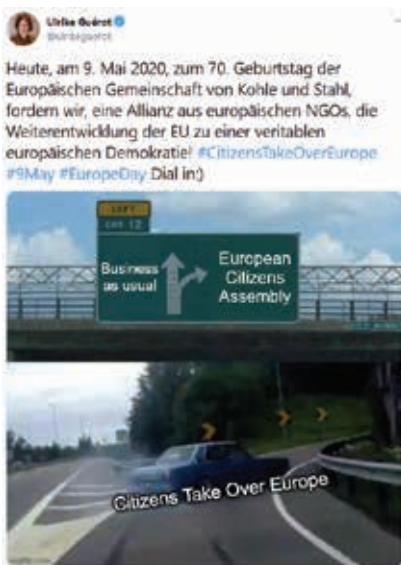 Ulrike Guérot
@ulrikeguerot
Heute, am 9. Mai 2020, zum 70. Geburtstag der
Europäischen Gemeinschaft von Kohle und Stahl,
fordern wir, eine Allianz aus europäischen NGOs, die
Weiterentwicklung der EU zu einer veritablen
europäischen Demokratie! #CitizensTakeOverEurope
#9May #EuropeDay Dial in:)
LEFT
EXIT 12
Business
as usual
European
Citizens
Assembly
Citizens Take Over Europe